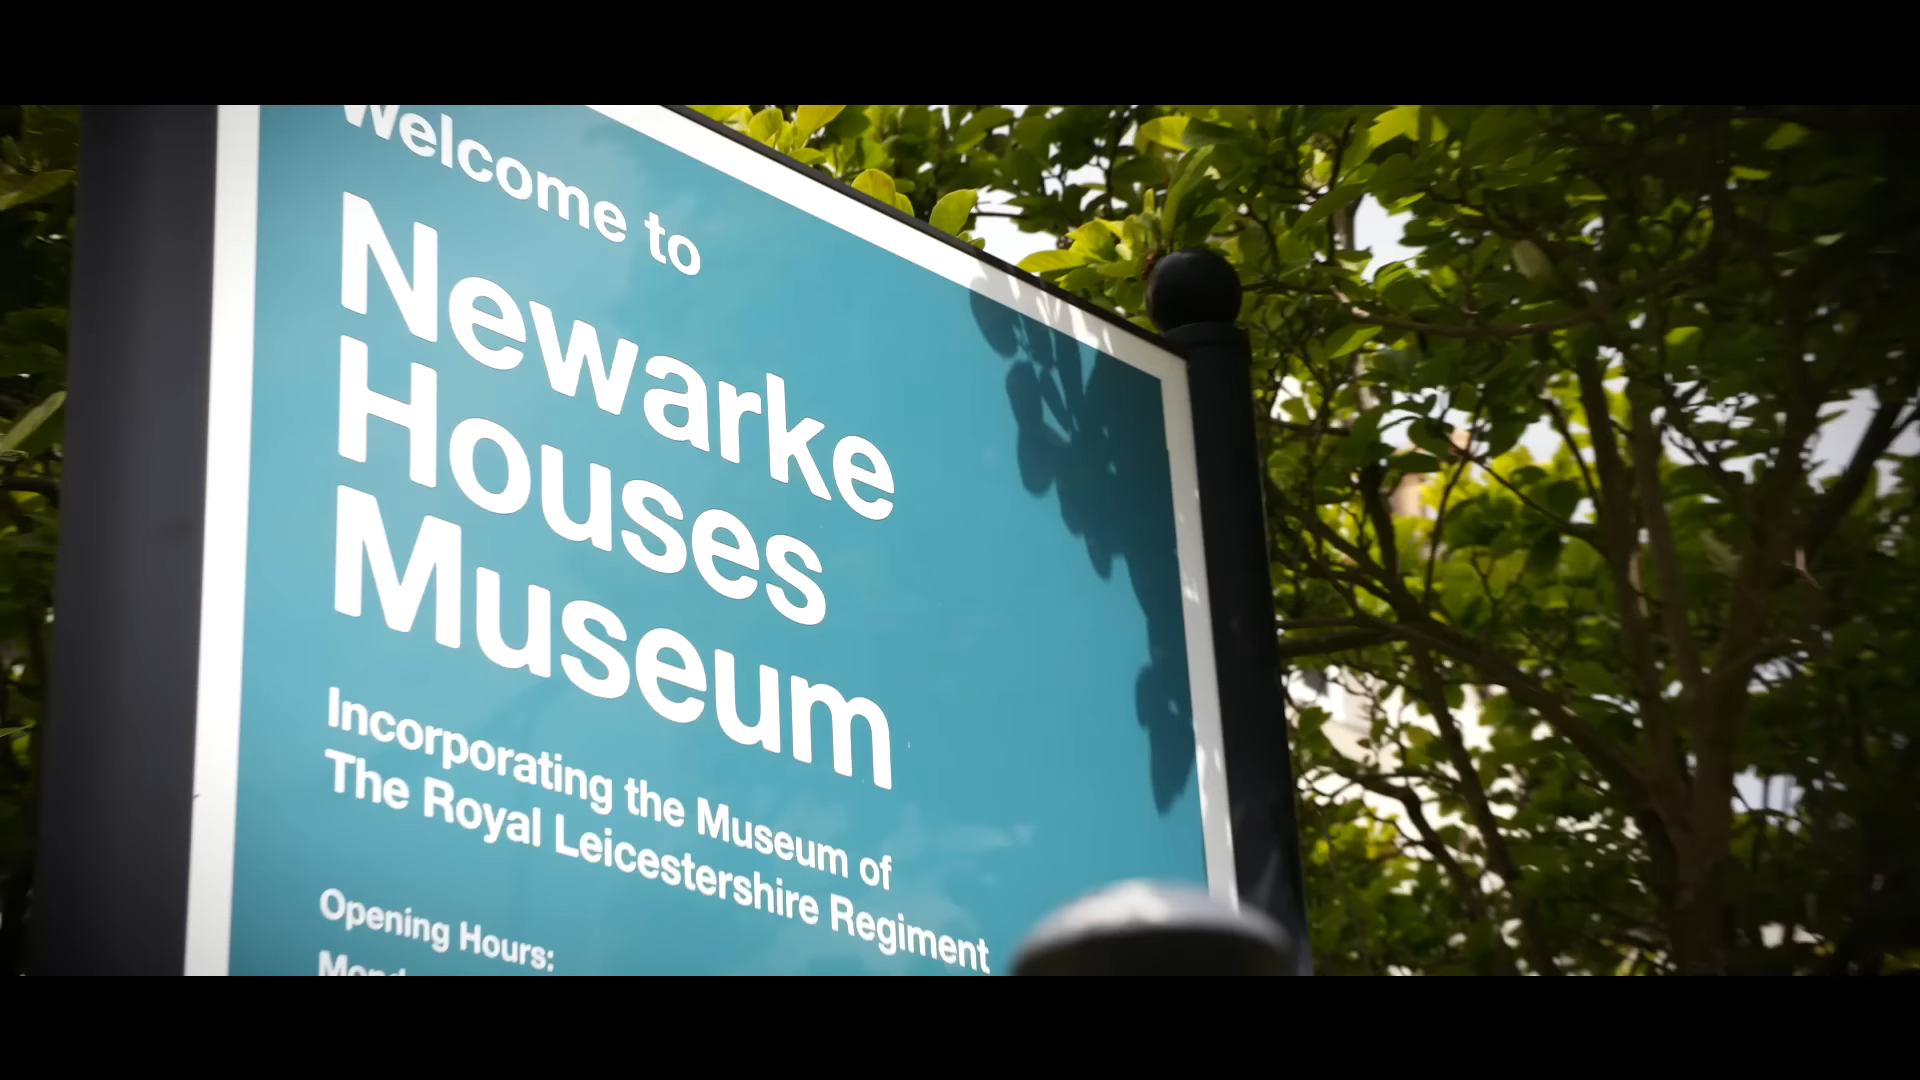 Welcome to
Newarke
Houses
Museum
Incorporating the Museum of
The Royal Leicestershire Regiment
Opening Hours: